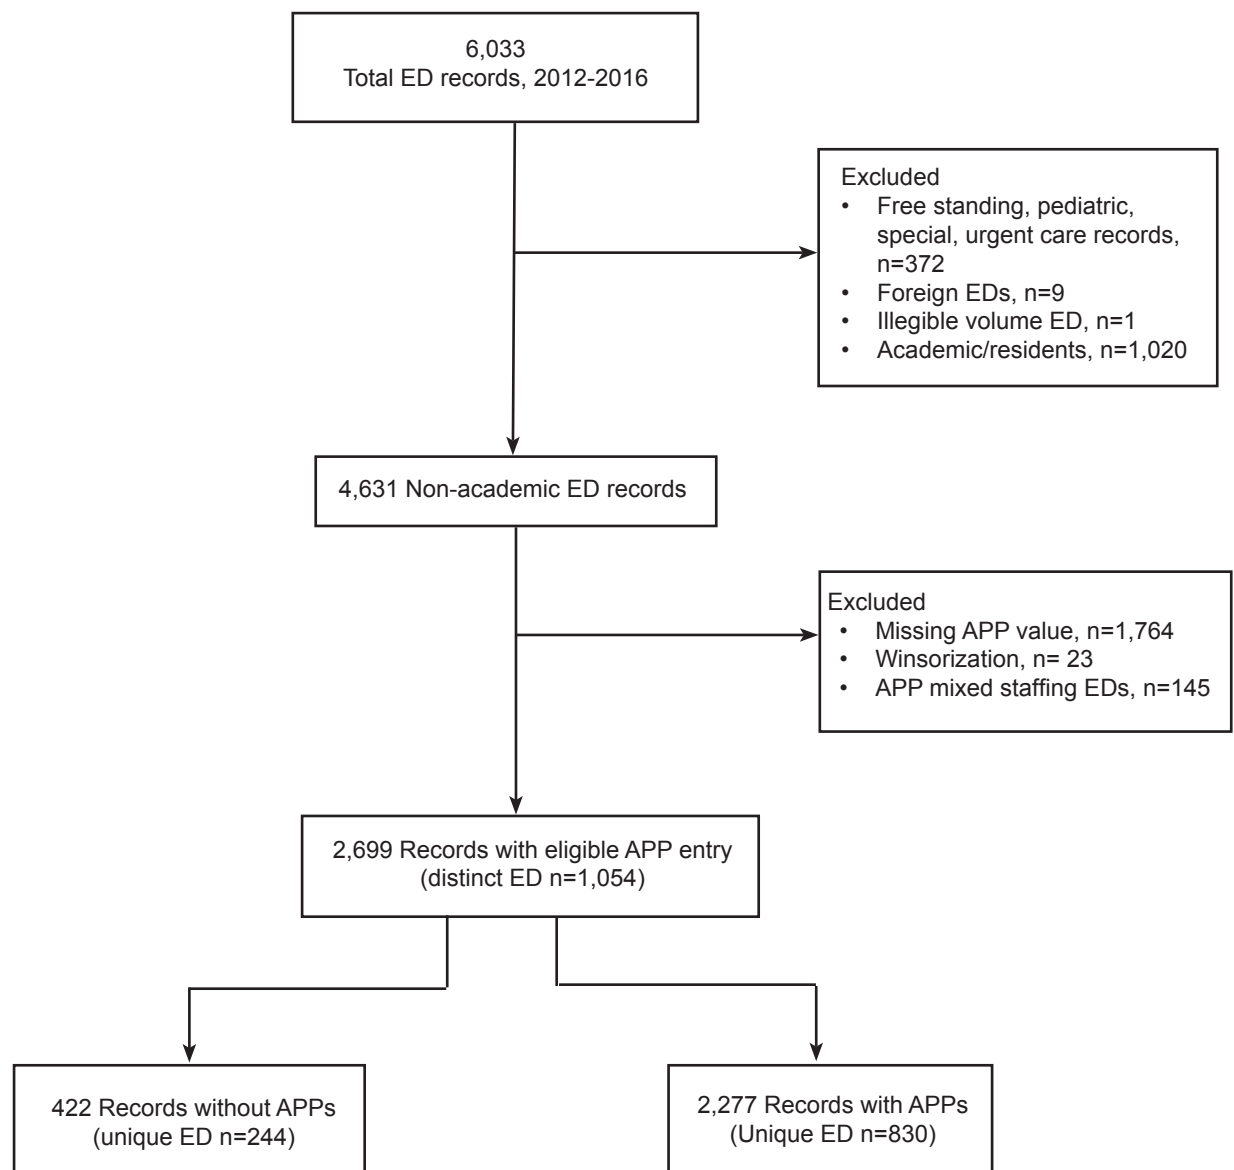 6,033
Total ED records, 2012-2016
Excluded
• Free standing, pediatric,
special, urgent care records,
n=372
• Foreign EDs, n=9
• Illegible volume ED, n=1
• Academic/residents, n=1,020
4,631 Non-academic ED records
Excluded
• Missing APP value, n=1,764
• Winsorization, n= 23
• APP mixed staffing EDs, n=145
2,699 Records with eligible APP entry
(distinct ED n=1,054)
422 Records without APPs
(unique ED n=244)
2,277 Records with APPs
(Unique ED n=830)